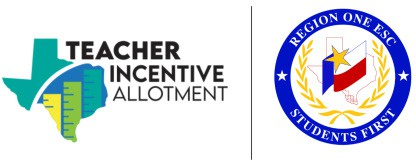 TEACHER
INCENTIVE
ALLOTMENT
REGION ONE ESC
STUDENTS FIRST